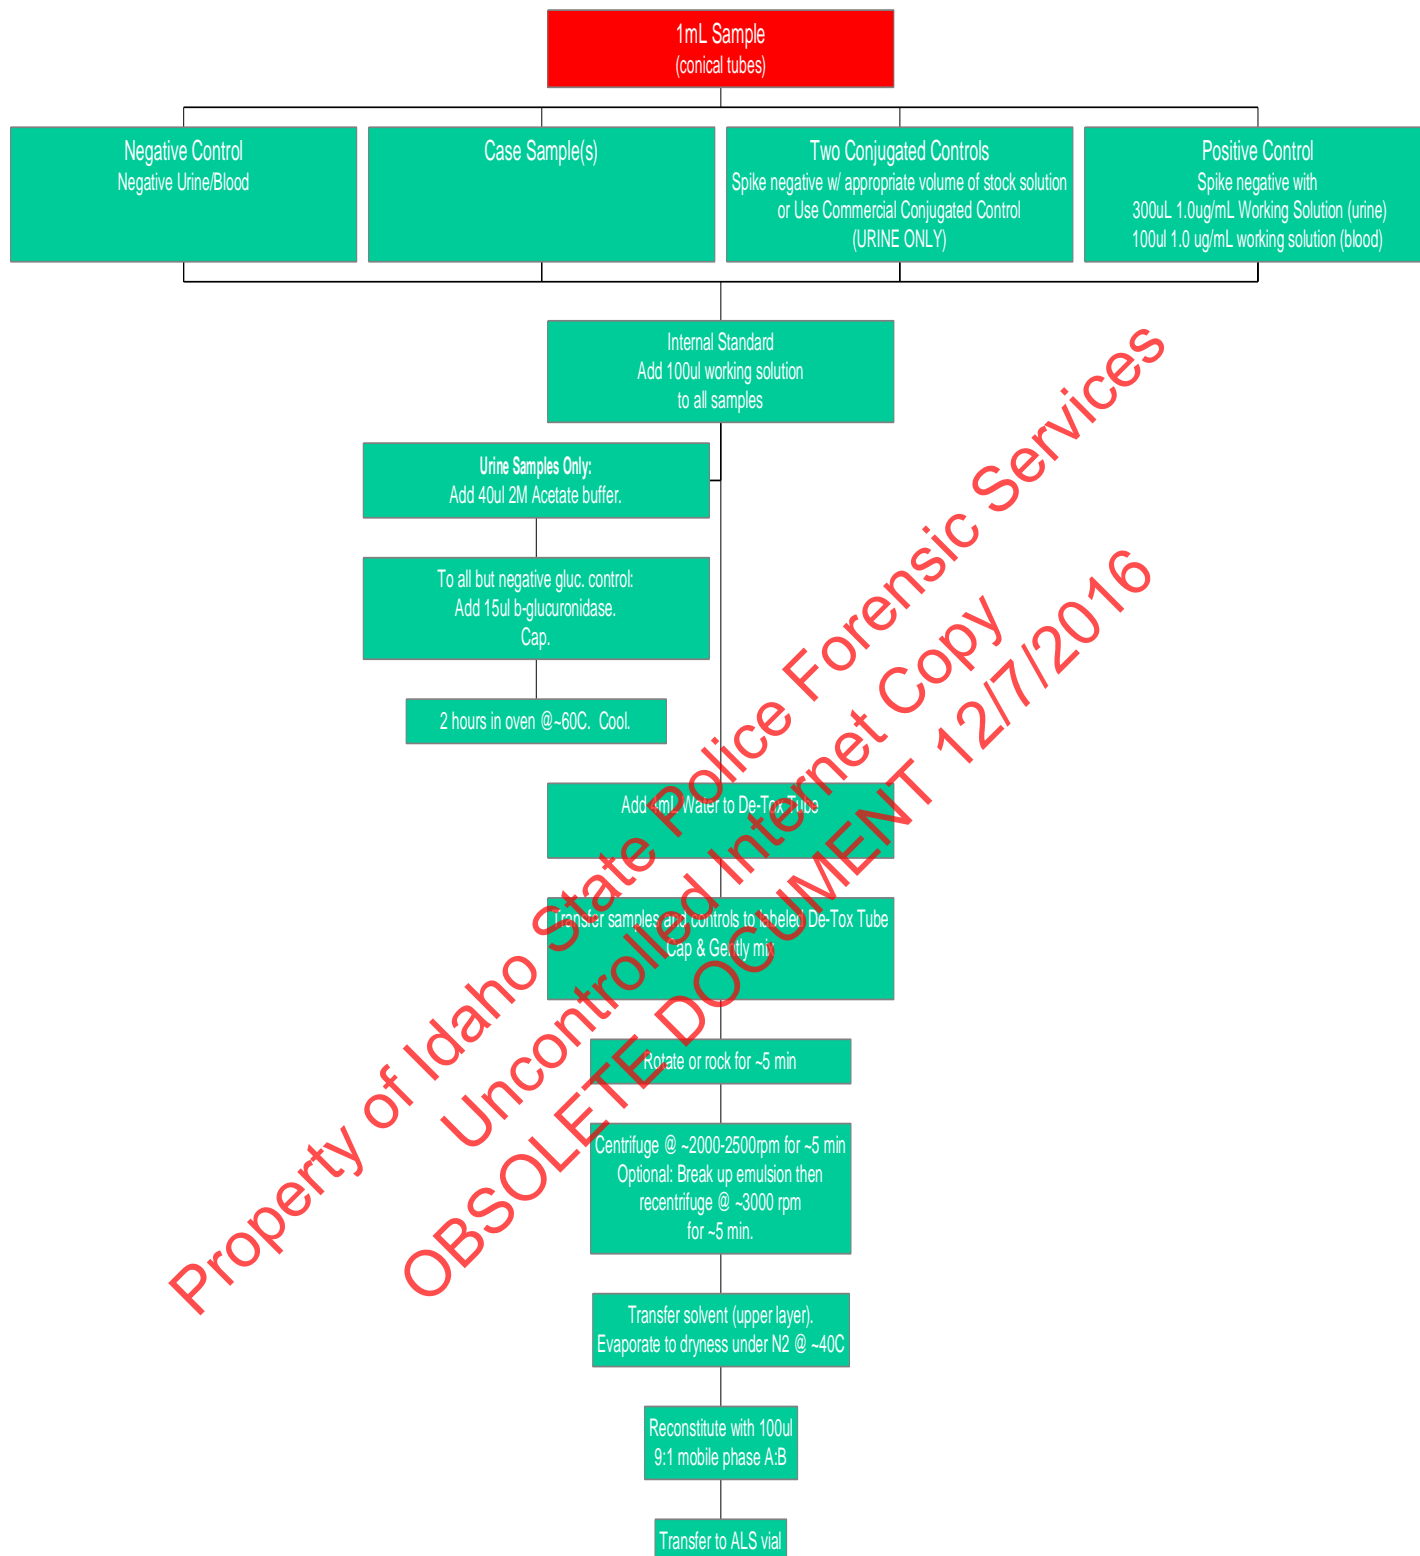 1mL Sample
(conical tubes)
Negative Control
Negative Urine/Blood
Case Sample(s)
Two Conjugated Controls
Spike negative w/ appropriate volume of stock solution
or Use Commercial Conjugated Control
(URINE ONLY)
Positive Control
Spike negative with
300uL 1.0ug/mL Working Solution (urine)
100ul 1.0 ug/mL working solution (blood)
Internal Standard
Add 100ul working solution
to all samples
Urine Samples Only:
Add 40ul 2M Acetate buffer.
To all but negative gluc. control:
Add 15ul b-glucuronidase.
Cap.
2 hours in oven @~60C. Cool.
Add 4mL Water to De-Tox Tube
Transfer samples and controls to labeled De-Tox Tube
Cap & Gently mix
Rotate or rock for ~5 min
Centrifuge @ ~2000-2500rpm for ~5 min
Optional: Break up emulsion then
recentrifuge @ ~3000 rpm
for ~5 min.
Transfer solvent (upper layer).
Evaporate to dryness under N2 @ ~40C
Reconstitute with 100ul
9:1 mobile phase A:B
Transfer to ALS vial
Property of Idaho State Police Forensic Services
Uncontrolled Internet Copy
OBSOLETE DOCUMENT 12/7/2016